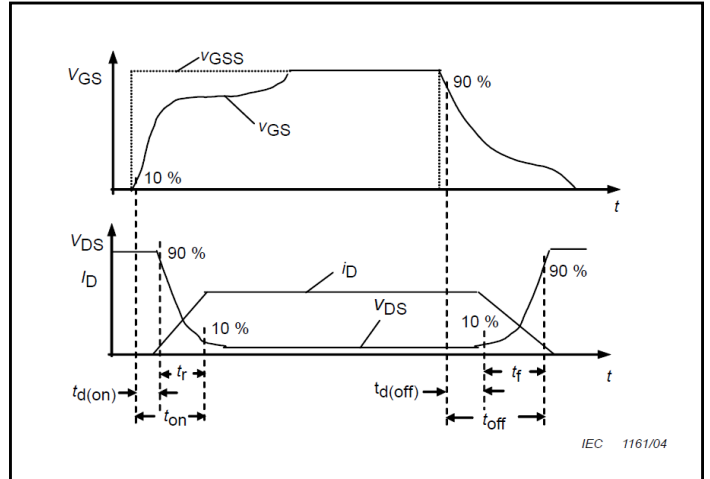 vGSS
VGS
90 %
vGS
10 %
t
VDS
90 %
ID
iD
90 %
VDS
10 %
10 %
tr
td(on)
ton
td(off)
tf
toff
t
IEC 1161/04